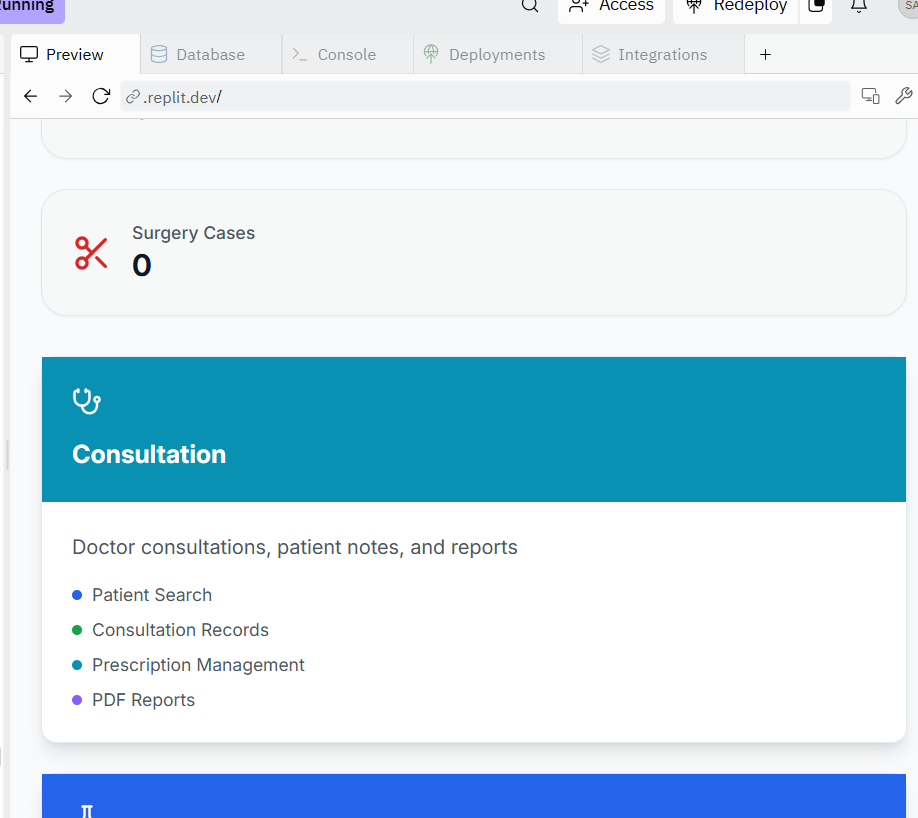 unning
Access
Redeploy
SA
Preview
Database
Console
Deployments
Integrations
.replit.dev/
Surgery Cases
0
Consultation
Doctor consultations, patient notes, and reports
Patient Search
Consultation Records
Prescription Management
PDF Reports